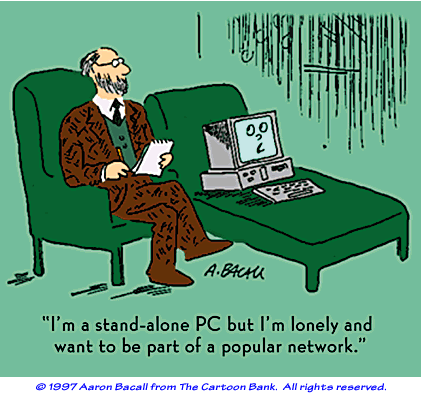 A. BACALL
"I'm a stand-alone PC but I'm lonely and
want to be part of a popular network."
© 1997 Aaron Bacall from The Cartoon Bank. All rights reserved.